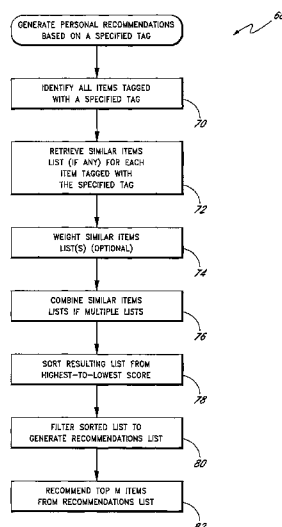 GENERATE PERSONAL RECOMMENDATIONS
BASED ON A SPECIFIED TAG
IDENTIFY ALL ITEMS TAGGED
WITH A SPECIFIED TAG
70
RETRIEVE SIMILAR ITEMS
LIST (IF ANY) FOR EACH
ITEM TAGGED WITH
THE SPECIFIED TAG
72
WEIGHT SIMILAR ITEMS
LIST(S) (OPTIONAL)
74
COMBINE SIMILAR ITEMS
LISTS IF MULTIPLE LISTS
76
SORT RESULTING LIST FROM
HIGHEST-TO-LOWEST SCORE
78
FILTER SORTED LIST TO
GENERATE RECOMMENDATIONS LIST
80
RECOMMEND TOP M ITEMS
FROM RECOMMENDATIONS LIST